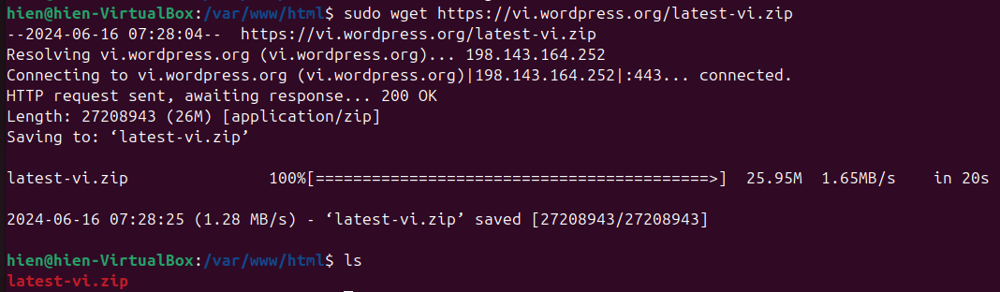 hien@hien-VirtualBox:/var/www/html$ sudo wget https://vi.wordpress.org/latest-vi.zip
--2024-06-16 07:28:04--  https://vi.wordpress.org/latest-vi.zip
Resolving vi.wordpress.org (vi.wordpress.org)... 198.143.164.252
Connecting to vi.wordpress.org (vi.wordpress.org)|198.143.164.252|:443... connected.
HTTP request sent, awaiting response... 200 OK
Length: 27208943 (26M) [application/zip]
Saving to: ‘latest-vi.zip’
latest-vi.zip               100%[==========================================>]  25.95M  1.65MB/s    in 20s
2024-06-16 07:28:25 (1.28 MB/s) - ‘latest-vi.zip’ saved [27208943/27208943]
hien@hien-VirtualBox:/var/www/html$ ls
latest-vi.zip